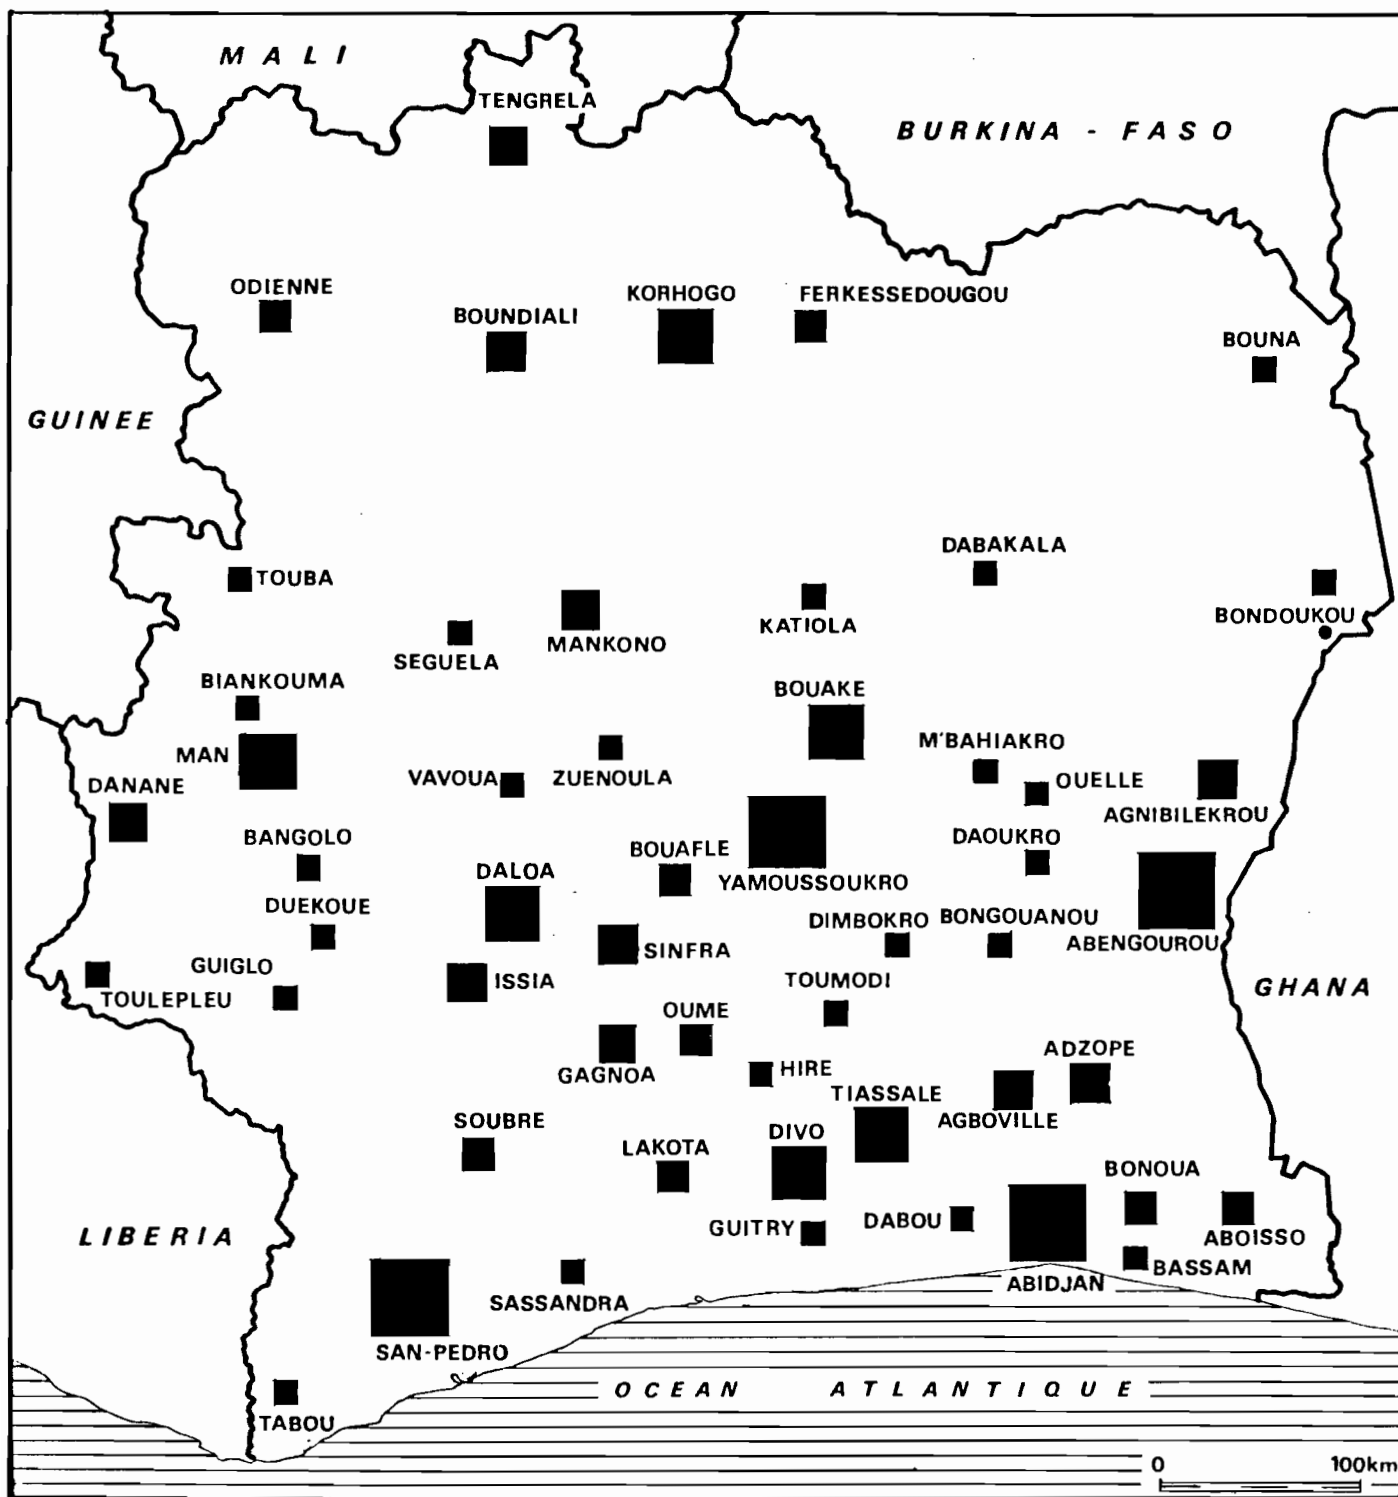 MALI
TENGRELA
BURKINA - FASO
ODIENNE
BOUNDIALI
KORHOGO
FERKESSEDOUGOU
BOUNA
GUINEE
TOUBA
SEGUELA
MANKONO
KATIOLA
DABAKALA
BONDOUKOU
BIANKOUMA
MAN
DANANE
BOUAKE
VAVOUA
ZUENOULA
M'BAHIAKRO
OUELLE
AGNIBILEKROU
BANGOLO
DALOA
BOUAFLE
YAMOUSSOUKRO
DAOUKRO
DUEKOUE
DIMBOKRO
BONGOUANOU
ABENGOUROU
SINFRA
GUIGLO
TOULEPLEU
ISSIA
TOUMODI
GHANA
OUME
GAGNOA
HIRE
ADZOPE
TIASSALE
AGBOVILLE
SOUBRE
LAKOTA
DIVO
BONOUA
GUITRY
DABOU
ABOISSO
LIBERIA
BASSAM
ABIDJAN
SASSANDRA
SAN-PEDRO
OCEAN ATLANTIQUE
TABOU
0 100km